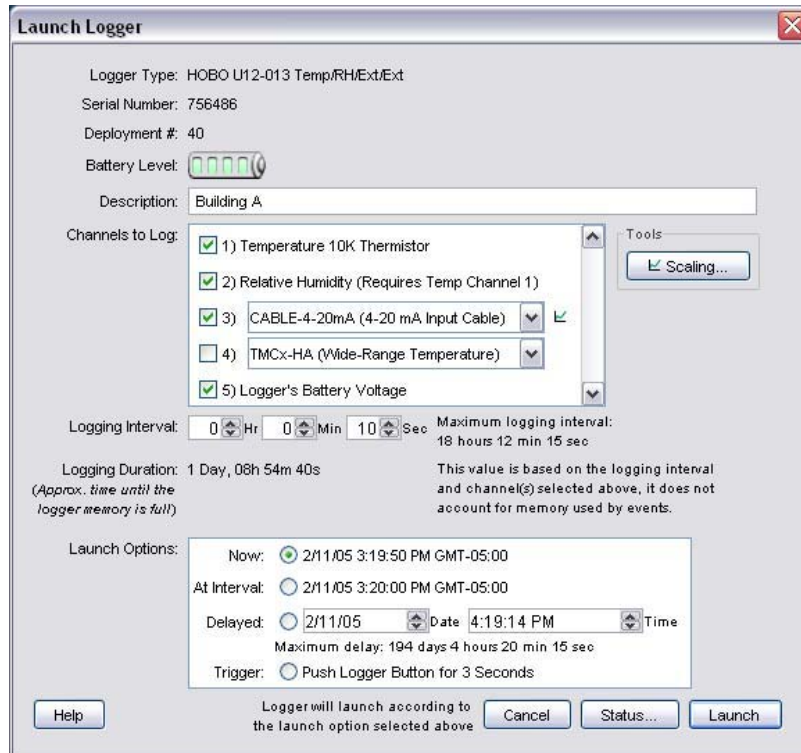 Launch Logger
Logger Type: HOBO U12-013 Temp/RH/Ext/Ext
Serial Number: 756486
Deployment #: 40
Battery Level:
Description: Building A
Channels to Log:
1) Temperature 10K Thermistor
2) Relative Humidity (Requires Temp Channel 1)
3) CABLE-4-20mA (4-20 mA Input Cable)
4) TMCx-HA (Wide-Range Temperature)
5) Logger's Battery Voltage
Tools
Scaling...
Logging Interval: 0 Hr 0 Min 10 Sec
Maximum logging interval:
18 hours 12 min 15 sec
Logging Duration: 1 Day, 08h 54m 40s
(Approx. time until the
logger memory is full)
This value is based on the logging interval
and channel(s) selected above, it does not
account for memory used by events.
Launch Options:
Now: 2/11/05 3:19:50 PM GMT-05:00
At Interval: 2/11/05 3:20:00 PM GMT-05:00
Delayed: 2/11/05 Date 4:19:14 PM Time
Maximum delay: 194 days 4 hours 20 min 15 sec
Trigger: Push Logger Button for 3 Seconds
Help
Logger will launch according to
the launch option selected above
Cancel
Status...
Launch